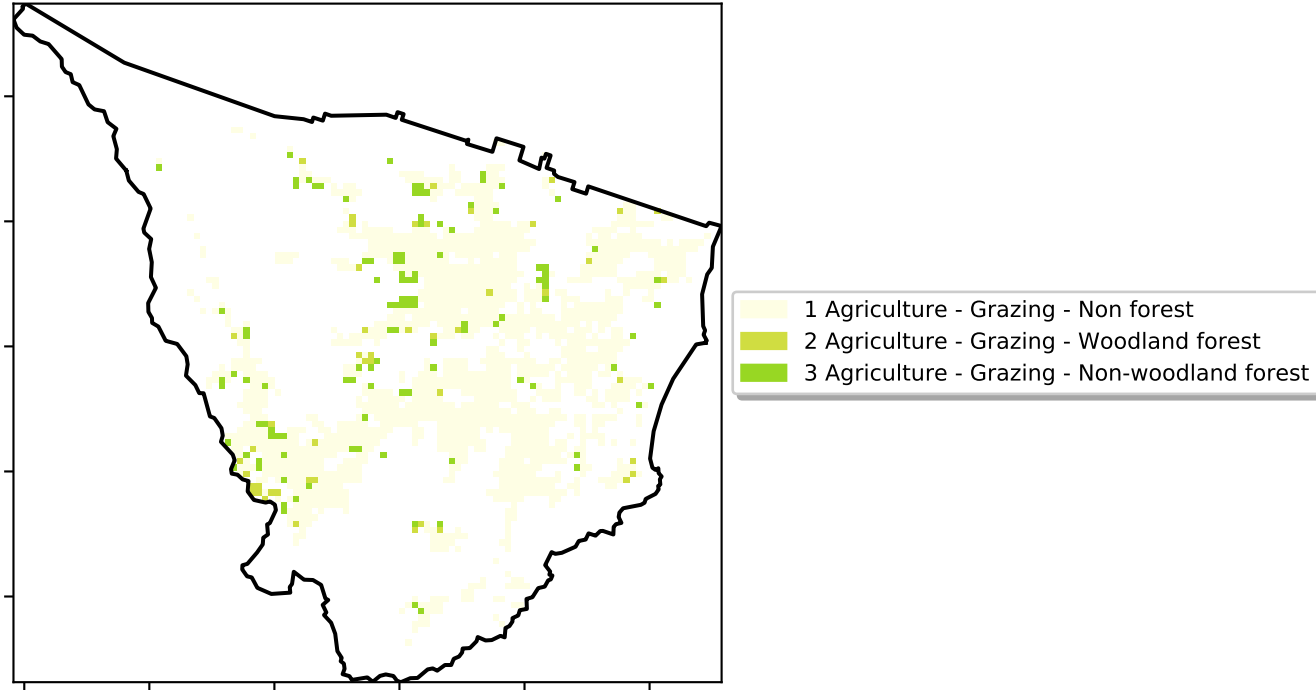 1 Agriculture - Grazing - Non forest
2 Agriculture - Grazing - Woodland forest
3 Agriculture - Grazing - Non-woodland forest